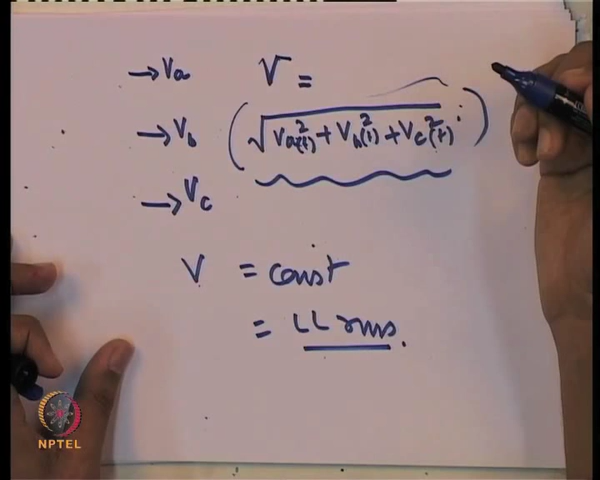 → Va V =
→ Vb (√Va²(t) + Vb²(t) + Vc²(t))
→ Vc
V = const
= LL rms.
NPTEL